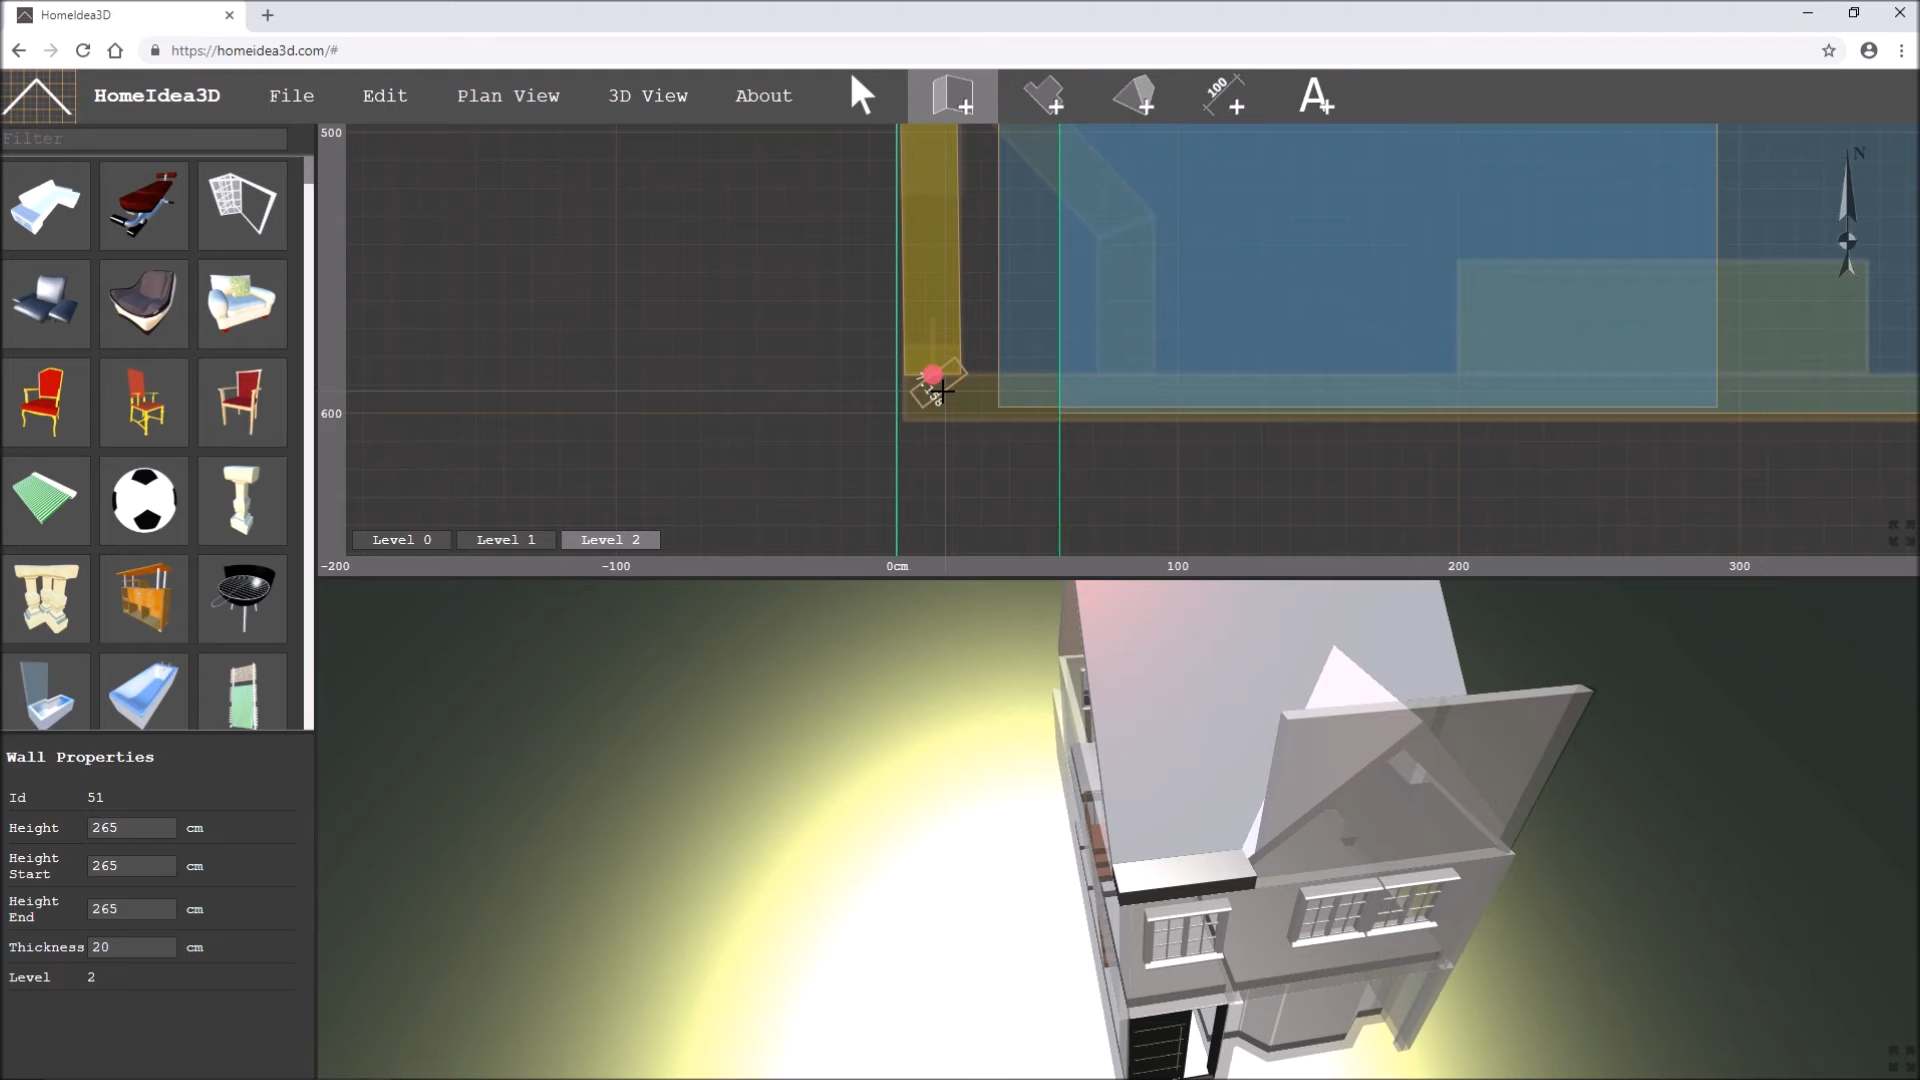 HomeIdea3D
https://homeidea3d.com/#
HomeIdea3D File Edit Plan View 3D View About 100 A
Filter
500
N
600
Level 0 Level 1 Level 2
-200 -100 0cm 100 200 300
Wall Properties
Id 51
Height 265 cm
Height Start 265 cm
Height End 265 cm
Thickness 20 cm
Level 2